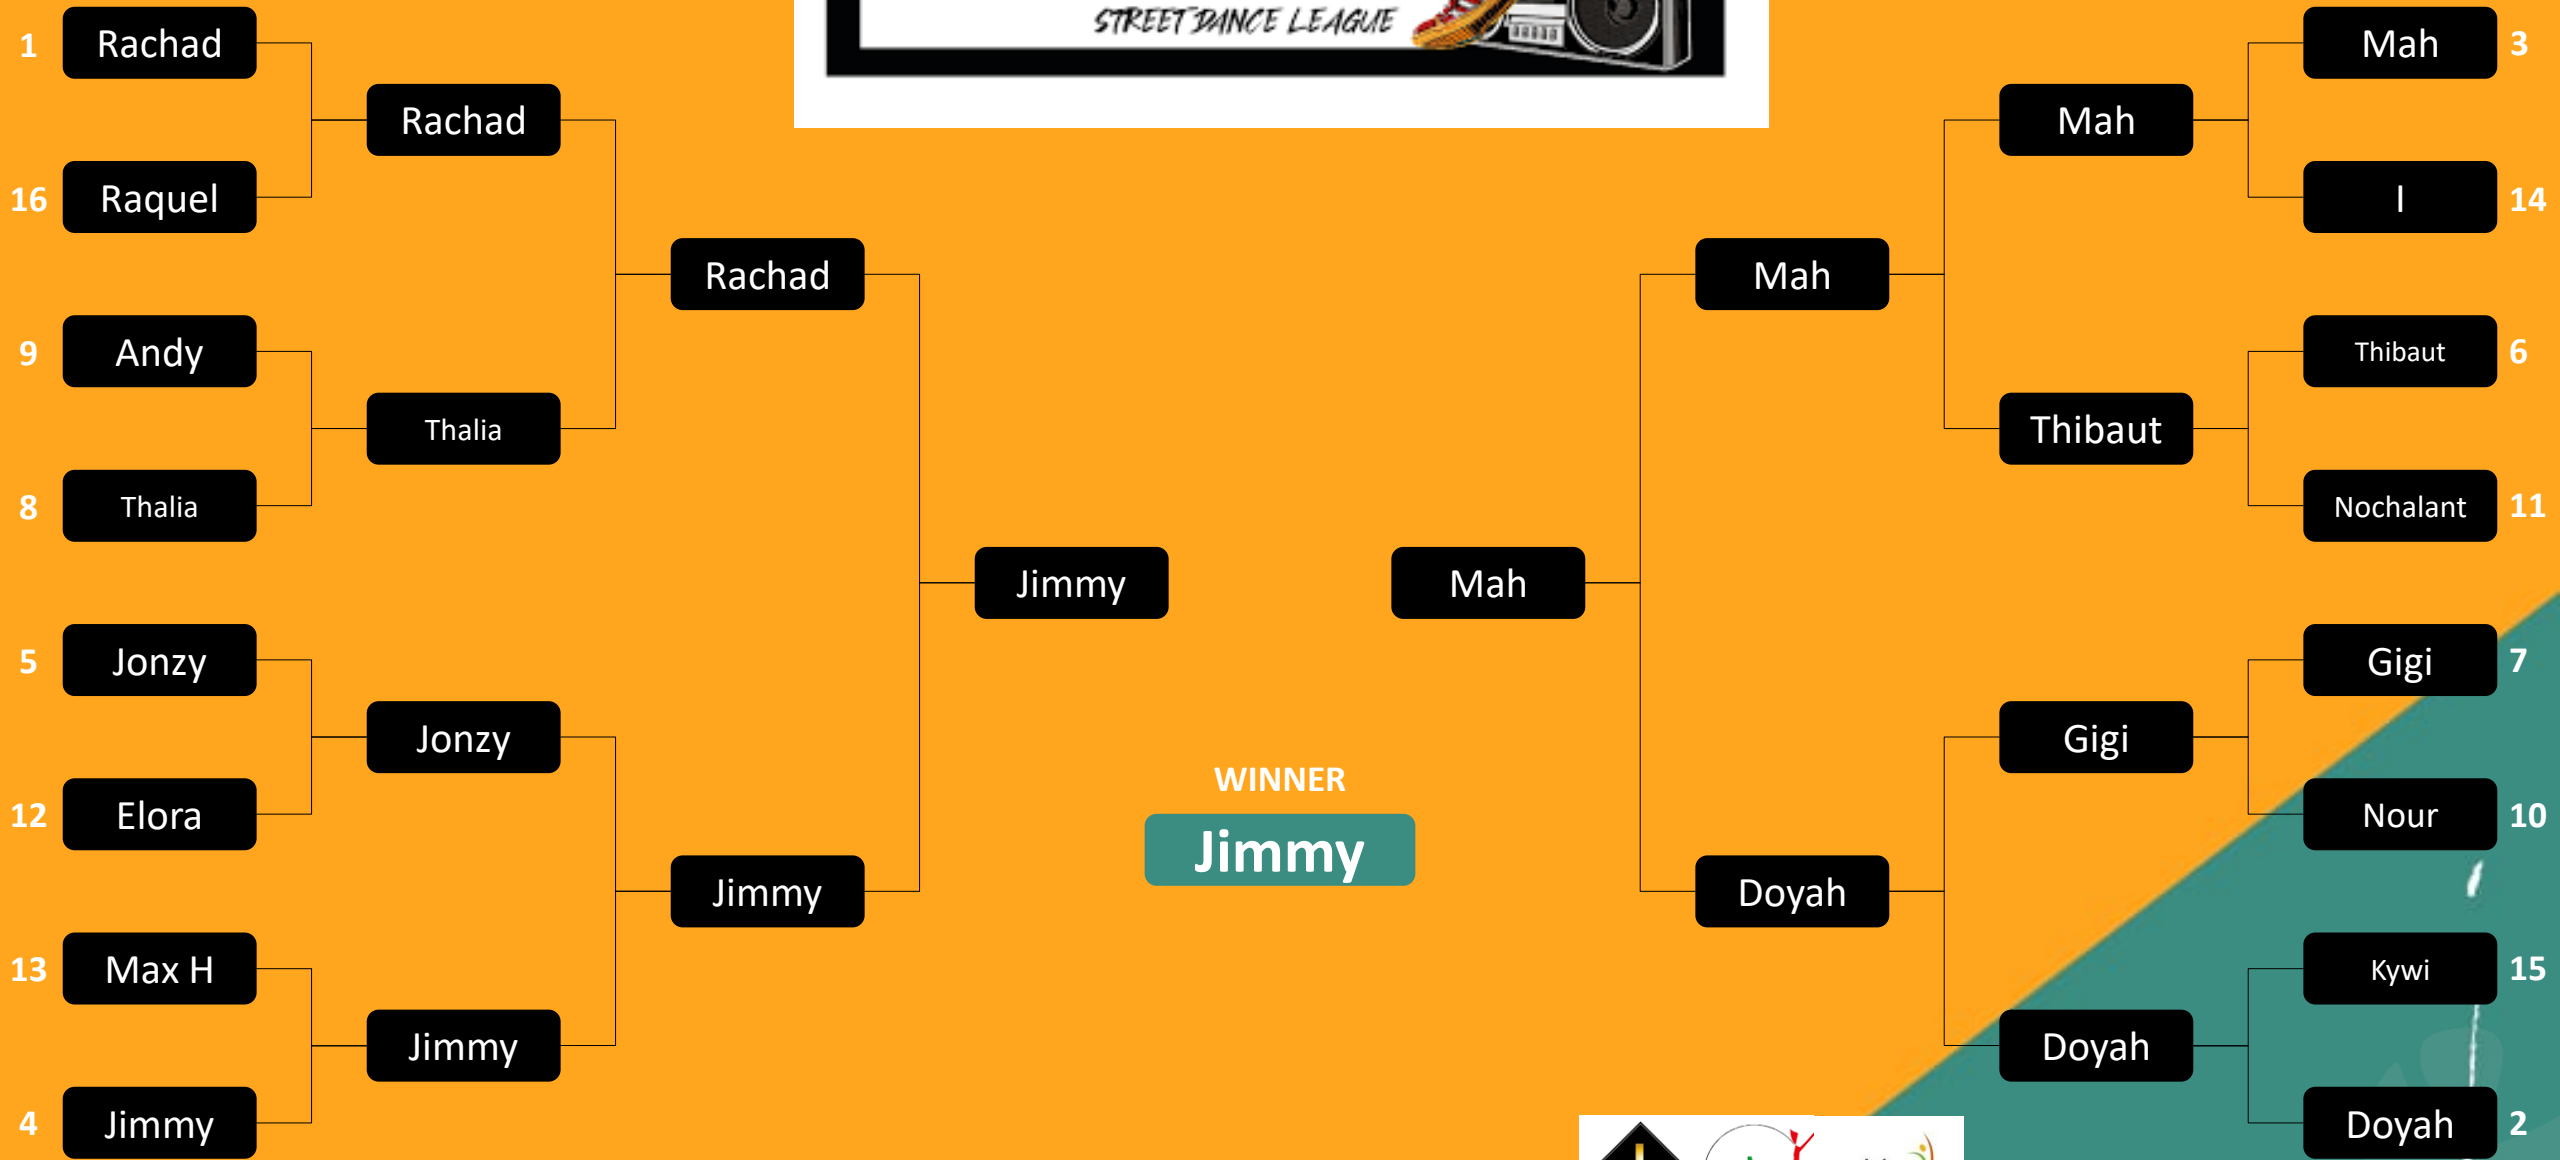 STREET DANCE LEAGUE
1 Rachad
Rachad
16 Raquel
Rachad
9 Andy
Thalia
8 Thalia
Jimmy
5 Jonzy
Jonzy
12 Elora
Jimmy
13 Max H
Jimmy
4 Jimmy
WINNER
Jimmy
Mah 3
Mah
I 14
Mah
Thibaut 6
Thibaut
Nochalant 11
Mah
Gigi 7
Gigi
Nour 10
Doyah
Kywi 15
Doyah
Doyah 2